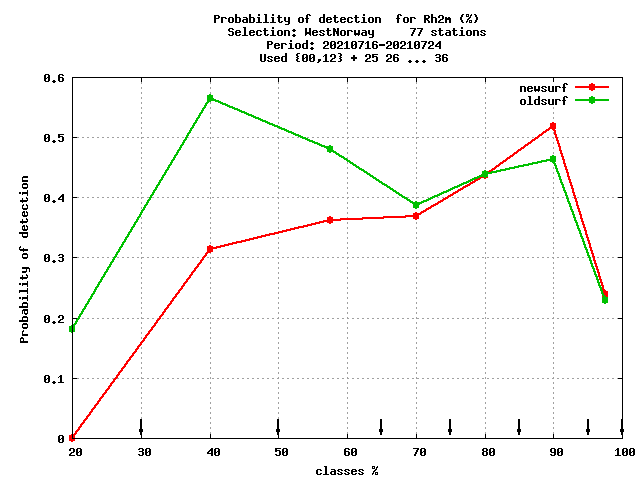 Probability of detection  for Rh2m (%)
Selection: WestNorway     77 stations
Period: 20210716-20210724
Used {00,12} + 25 26 ... 36
newsurf
oldsurf
Probability of detection
0.6
0.5
0.4
0.3
0.2
0.1
0
20 30 40 50 60 70 80 90 100
classes %